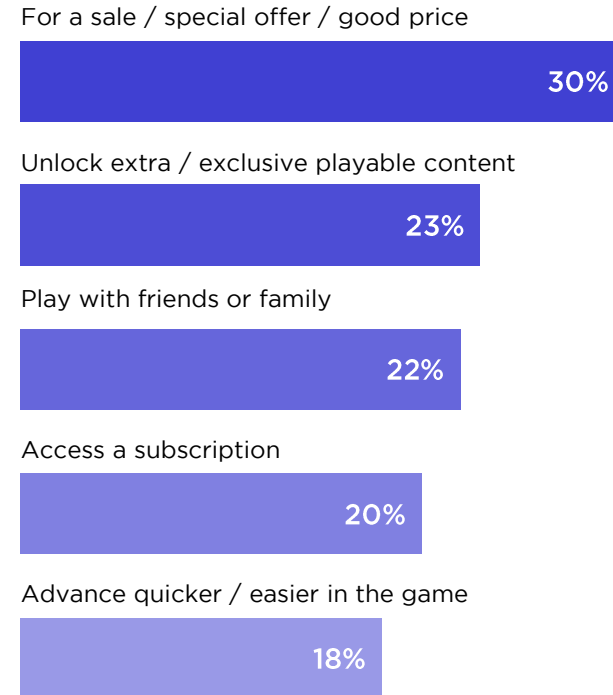 For a sale / special offer / good price
30%
Unlock extra / exclusive playable content
23%
Play with friends or family
22%
Access a subscription
20%
Advance quicker / easier in the game
18%